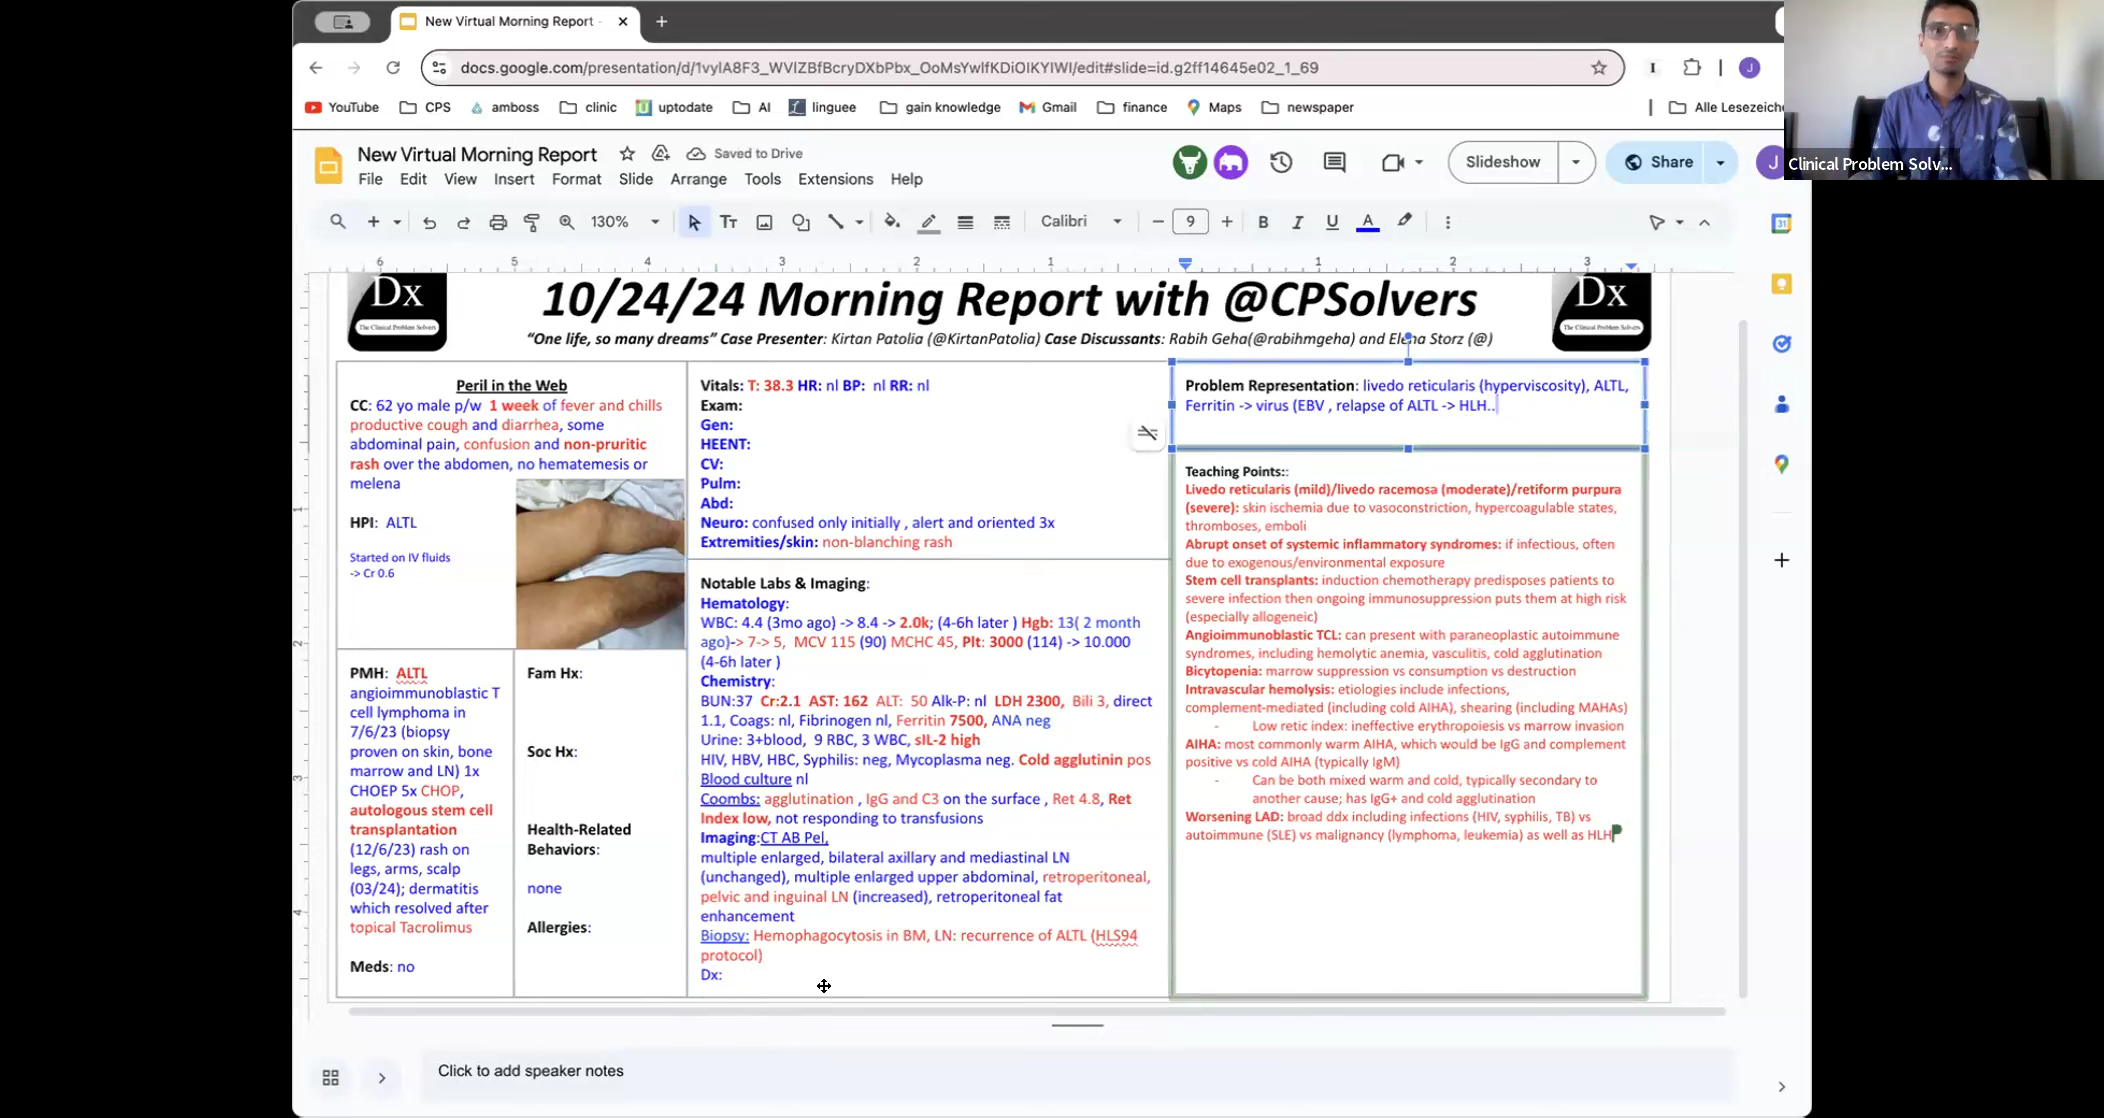 New Virtual Morning Report -
docs.google.com/presentation/d/1vylA8F3_WVIZBfBcryDXbPbx_OoMsYwlfKDiOIKYIWI/edit#slide=id.g2ff14645e02_1_69
YouTube CPS amboss clinic uptodate AI linguee gain knowledge Gmail finance Maps newspaper Alle Lesezeiche
New Virtual Morning Report Saved to Drive
File Edit View Insert Format Slide Arrange Tools Extensions Help
Slideshow Share J
Clinical Problem Solv...
130% Calibri 9
6 5 4 3 2 1 1 2 3
Dx
The Clinical Problem Solvers
10/24/24 Morning Report with @CPSolvers
"One life, so many dreams" Case Presenter: Kirtan Patolia (@KirtanPatolia) Case Discussants: Rabih Geha(@rabihmgeha) and Elena Storz (@)
Dx
The Clinical Problem Solvers
Peril in the Web
CC: 62 yo male p/w 1 week of fever and chills
productive cough and diarrhea, some
abdominal pain, confusion and non-pruritic
rash over the abdomen, no hematemesis or
melena
HPI: ALTL
Started on IV fluids
-> Cr 0.6
PMH: ALTL
angioimmunoblastic T
cell lymphoma in
7/6/23 (biopsy
proven on skin, bone
marrow and LN) 1x
CHOEP 5x CHOP,
autologous stem cell
transplantation
(12/6/23) rash on
legs, arms, scalp
(03/24); dermatitis
which resolved after
topical Tacrolimus
Meds: no
Fam Hx:
Soc Hx:
Health-Related
Behaviors:
none
Allergies:
Vitals: T: 38.3 HR: nl BP: nl RR: nl
Exam:
Gen:
HEENT:
CV:
Pulm:
Abd:
Neuro: confused only initially , alert and oriented 3x
Extremities/skin: non-blanching rash
Notable Labs & Imaging:
Hematology:
WBC: 4.4 (3mo ago) -> 8.4 -> 2.0k; (4-6h later ) Hgb: 13( 2 month
ago)-> 7-> 5, MCV 115 (90) MCHC 45, Plt: 3000 (114) -> 10.000
(4-6h later )
Chemistry:
BUN:37 Cr:2.1 AST: 162 ALT: 50 Alk-P: nl LDH 2300, Bili 3, direct
1.1, Coags: nl, Fibrinogen nl, Ferritin 7500, ANA neg
Urine: 3+blood, 9 RBC, 3 WBC, sIL-2 high
HIV, HBV, HBC, Syphilis: neg, Mycoplasma neg. Cold agglutinin pos
Blood culture nl
Coombs: agglutination , IgG and C3 on the surface , Ret 4.8, Ret
Index low, not responding to transfusions
Imaging:CT AB Pel,
multiple enlarged, bilateral axillary and mediastinal LN
(unchanged), multiple enlarged upper abdominal, retroperitoneal,
pelvic and inguinal LN (increased), retroperitoneal fat
enhancement
Biopsy: Hemophagocytosis in BM, LN: recurrence of ALTL (HLS94
protocol)
Dx:
Problem Representation: livedo reticularis (hyperviscosity), ALTL,
Ferritin -> virus (EBV , relapse of ALTL -> HLH..
Teaching Points::
Livedo reticularis (mild)/livedo racemosa (moderate)/retiform purpura
(severe): skin ischemia due to vasoconstriction, hypercoagulable states,
thromboses, emboli
Abrupt onset of systemic inflammatory syndromes: if infectious, often
due to exogenous/environmental exposure
Stem cell transplants: induction chemotherapy predisposes patients to
severe infection then ongoing immunosuppression puts them at high risk
(especially allogeneic)
Angioimmunoblastic TCL: can present with paraneoplastic autoimmune
syndromes, including hemolytic anemia, vasculitis, cold agglutination
Bicytopenia: marrow suppression vs consumption vs destruction
Intravascular hemolysis: etiologies include infections,
complement-mediated (including cold AIHA), shearing (including MAHAs)
- Low retic index: ineffective erythropoiesis vs marrow invasion
AIHA: most commonly warm AIHA, which would be IgG and complement
positive vs cold AIHA (typically IgM)
- Can be both mixed warm and cold, typically secondary to
another cause; has IgG+ and cold agglutination
Worsening LAD: broad ddx including infections (HIV, syphilis, TB) vs
autoimmune (SLE) vs malignancy (lymphoma, leukemia) as well as HLH
Click to add speaker notes